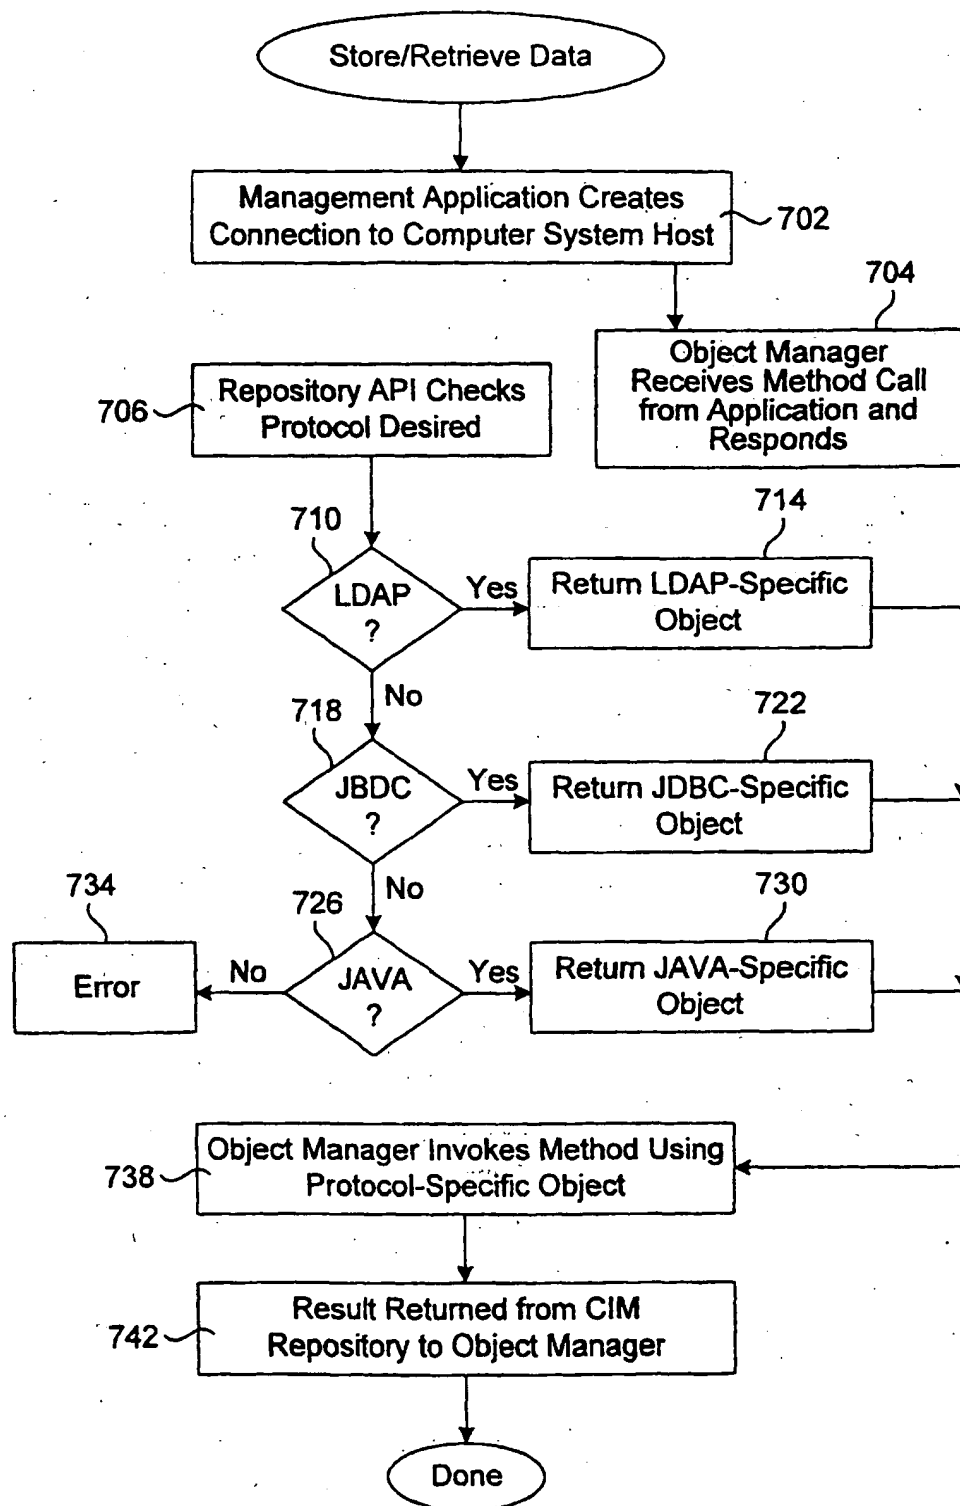 Store/Retrieve Data
Management Application Creates
Connection to Computer System Host
702
704
Object Manager
Receives Method Call
from Application and
Responds
706
Repository API Checks
Protocol Desired
710
LDAP
?
Yes
714
Return LDAP-Specific
Object
No
718
JBDC
?
Yes
722
Return JDBC-Specific
Object
No
726
JAVA
?
Yes
730
Return JAVA-Specific
Object
No
734
Error
738
Object Manager Invokes Method Using
Protocol-Specific Object
742
Result Returned from CIM
Repository to Object Manager
Done